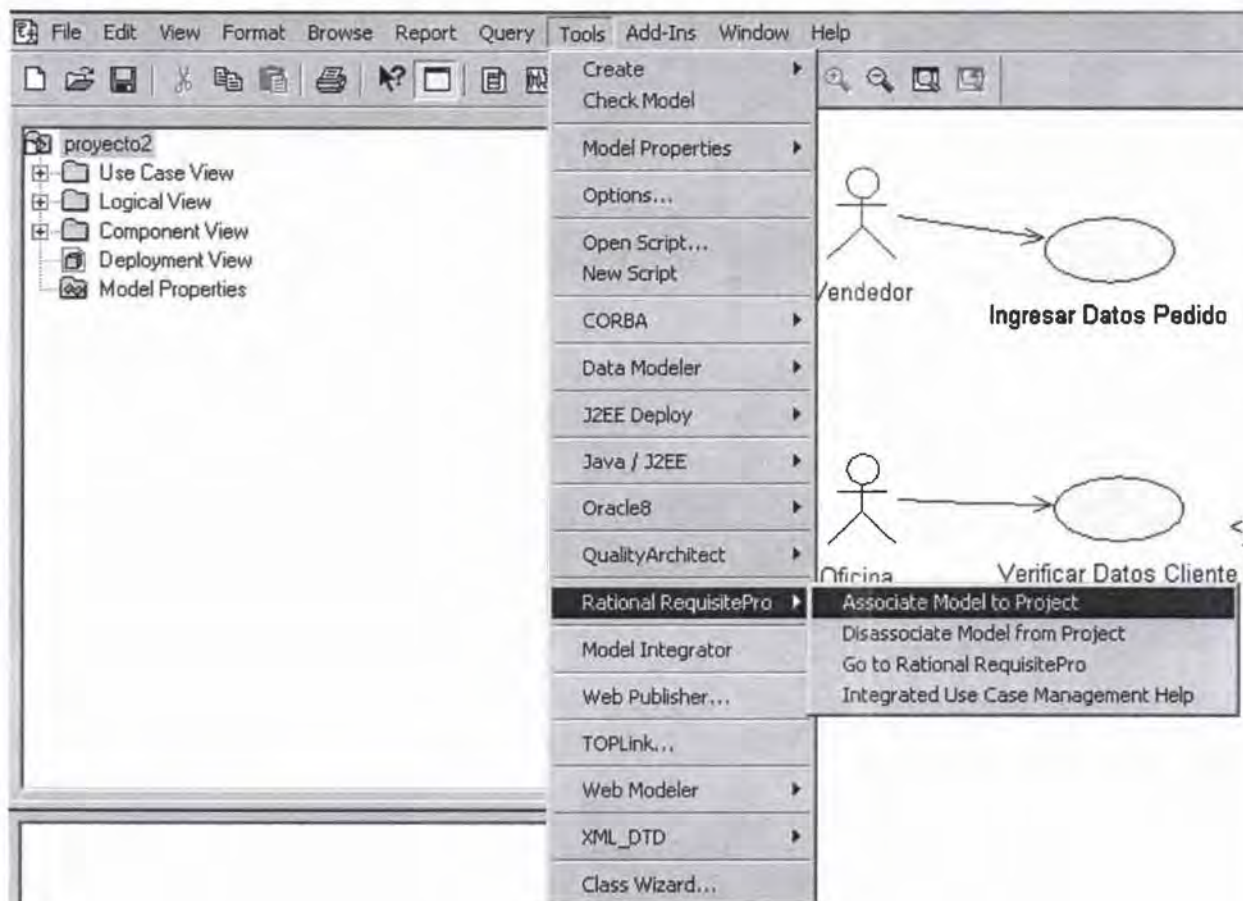 File Edit View Format Browse Report Query Tools Add-Ins Window Help
proyecto2
Use Case View
Logical View
Component View
Deployment View
Model Properties
Create
Check Model
Model Properties
Options...
Open Script...
New Script
CORBA
Data Modeler
J2EE Deploy
Java / J2EE
Oracle8
QualityArchitect
Rational RequisitePro
Model Integrator
Web Publisher...
TOPLink...
Web Modeler
XML_DTD
Class Wizard...
Associate Model to Project
Disassociate Model from Project
Go to Rational RequisitePro
Integrated Use Case Management Help
Vendedor
Ingresar Datos Pedido
Oficina
Verificar Datos Cliente